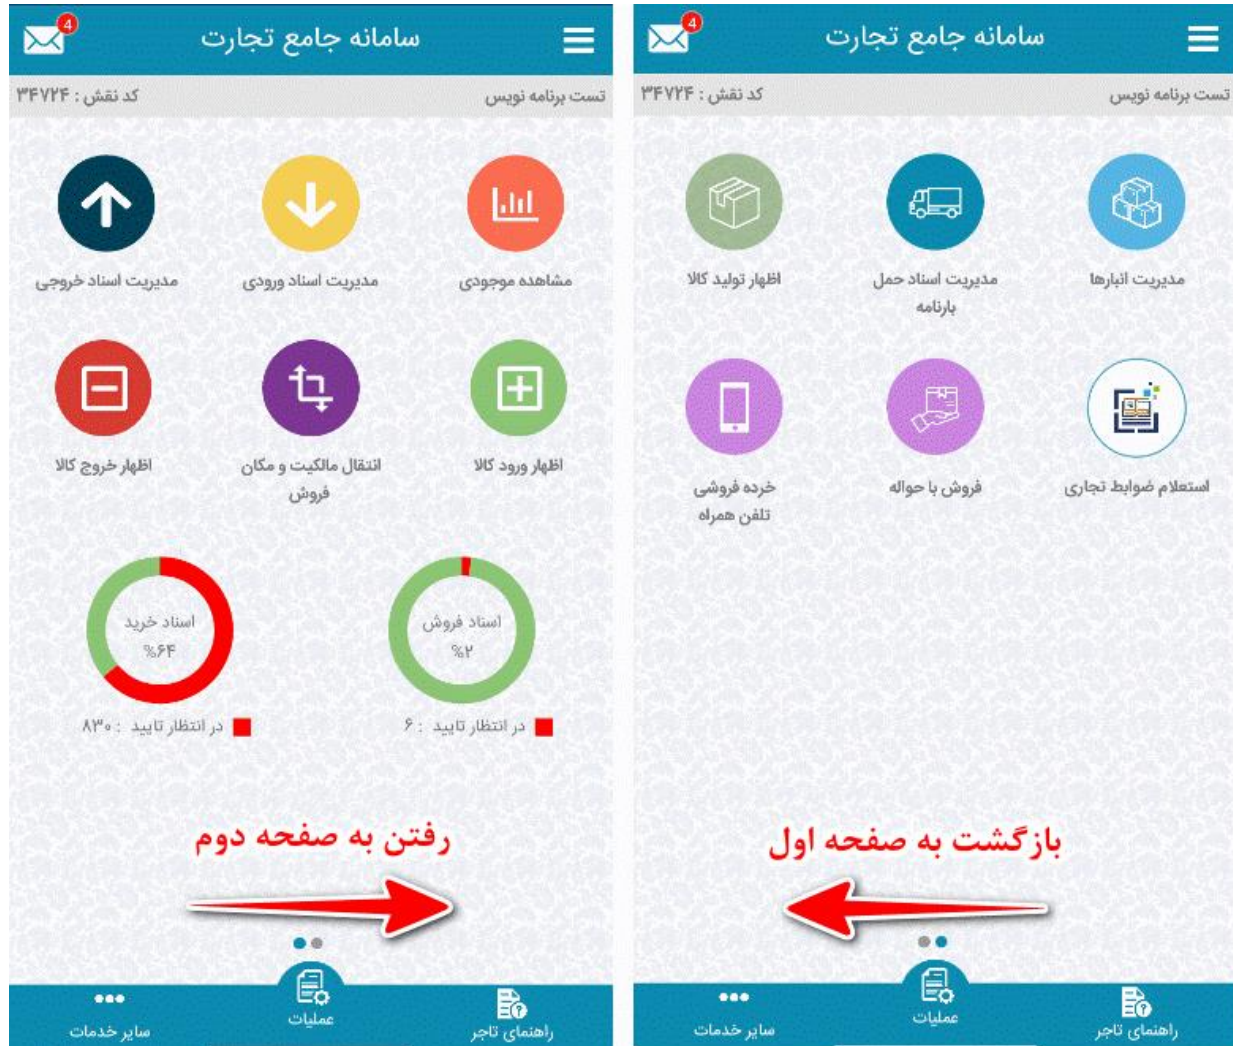 4
سامانه جامع تجارت
تست برنامه نویس
کد نقش : ۳۴۷۲۴
مشاهده موجودی
مدیریت اسناد ورودی
مدیریت اسناد خروجی
اظهار ورود کالا
انتقال مالکیت و مکان
فروش
اظهار خروج کالا
اسناد فروش
%۲
اسناد خرید
%۶۴
در انتظار تایید : ۶
در انتظار تایید : ۸۳۰
رفتن به صفحه دوم
راهنمای تاجر
عملیات
سایر خدمات
4
سامانه جامع تجارت
تست برنامه نویس
کد نقش : ۳۴۷۲۴
مدیریت انبارها
مدیریت اسناد حمل
بارنامه
اظهار تولید کالا
استعلام ضوابط تجاری
فروش با حواله
خرده فروشی
تلفن همراه
بازگشت به صفحه اول
راهنمای تاجر
عملیات
سایر خدمات